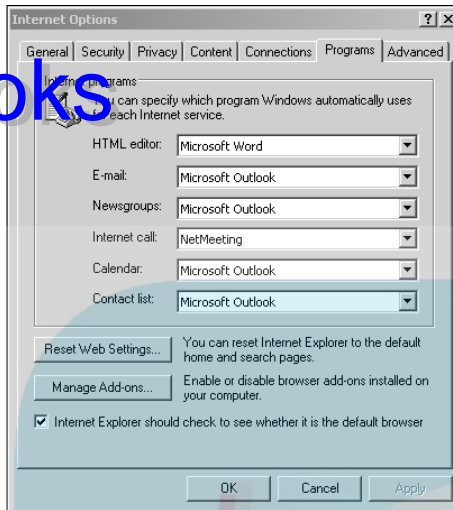 Internet Options
General Security Privacy Content Connections Programs Advanced
oks
Internet programs
You can specify which program Windows automatically uses
for each Internet service.
HTML editor: Microsoft Word
E-mail: Microsoft Outlook
Newsgroups: Microsoft Outlook
Internet call: NetMeeting
Calendar: Microsoft Outlook
Contact list: Microsoft Outlook
Reset Web Settings... You can reset Internet Explorer to the default
home and search pages.
Manage Add-ons... Enable or disable browser add-ons installed on
your computer.
Internet Explorer should check to see whether it is the default browser
OK Cancel Apply